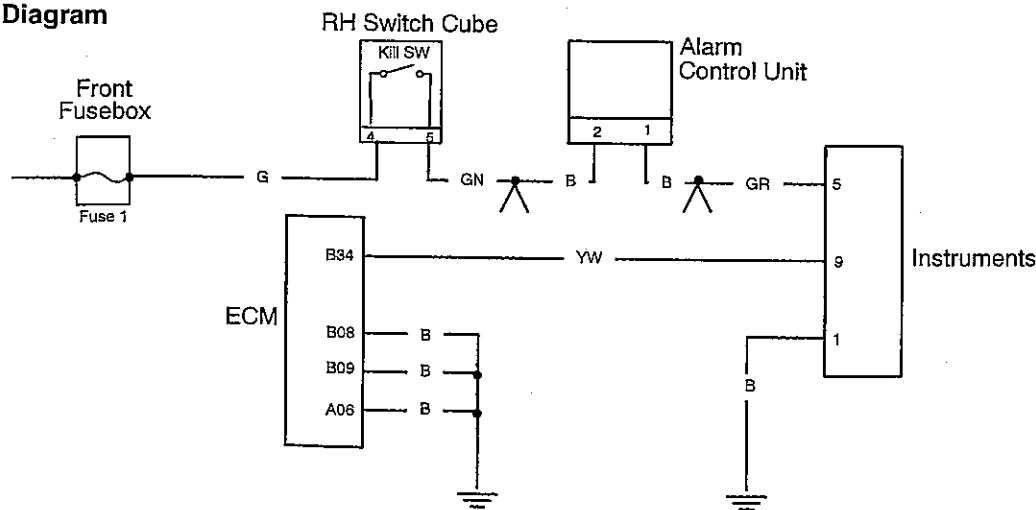 Diagram
RH Switch Cube
Kill SW
4
5
Alarm
Control Unit
2
1
Front
Fusebox
Fuse 1
G
GN
B
B
GR
5
B34
YW
9
Instruments
ECM
B08
B
1
B09
B
B
A06
B